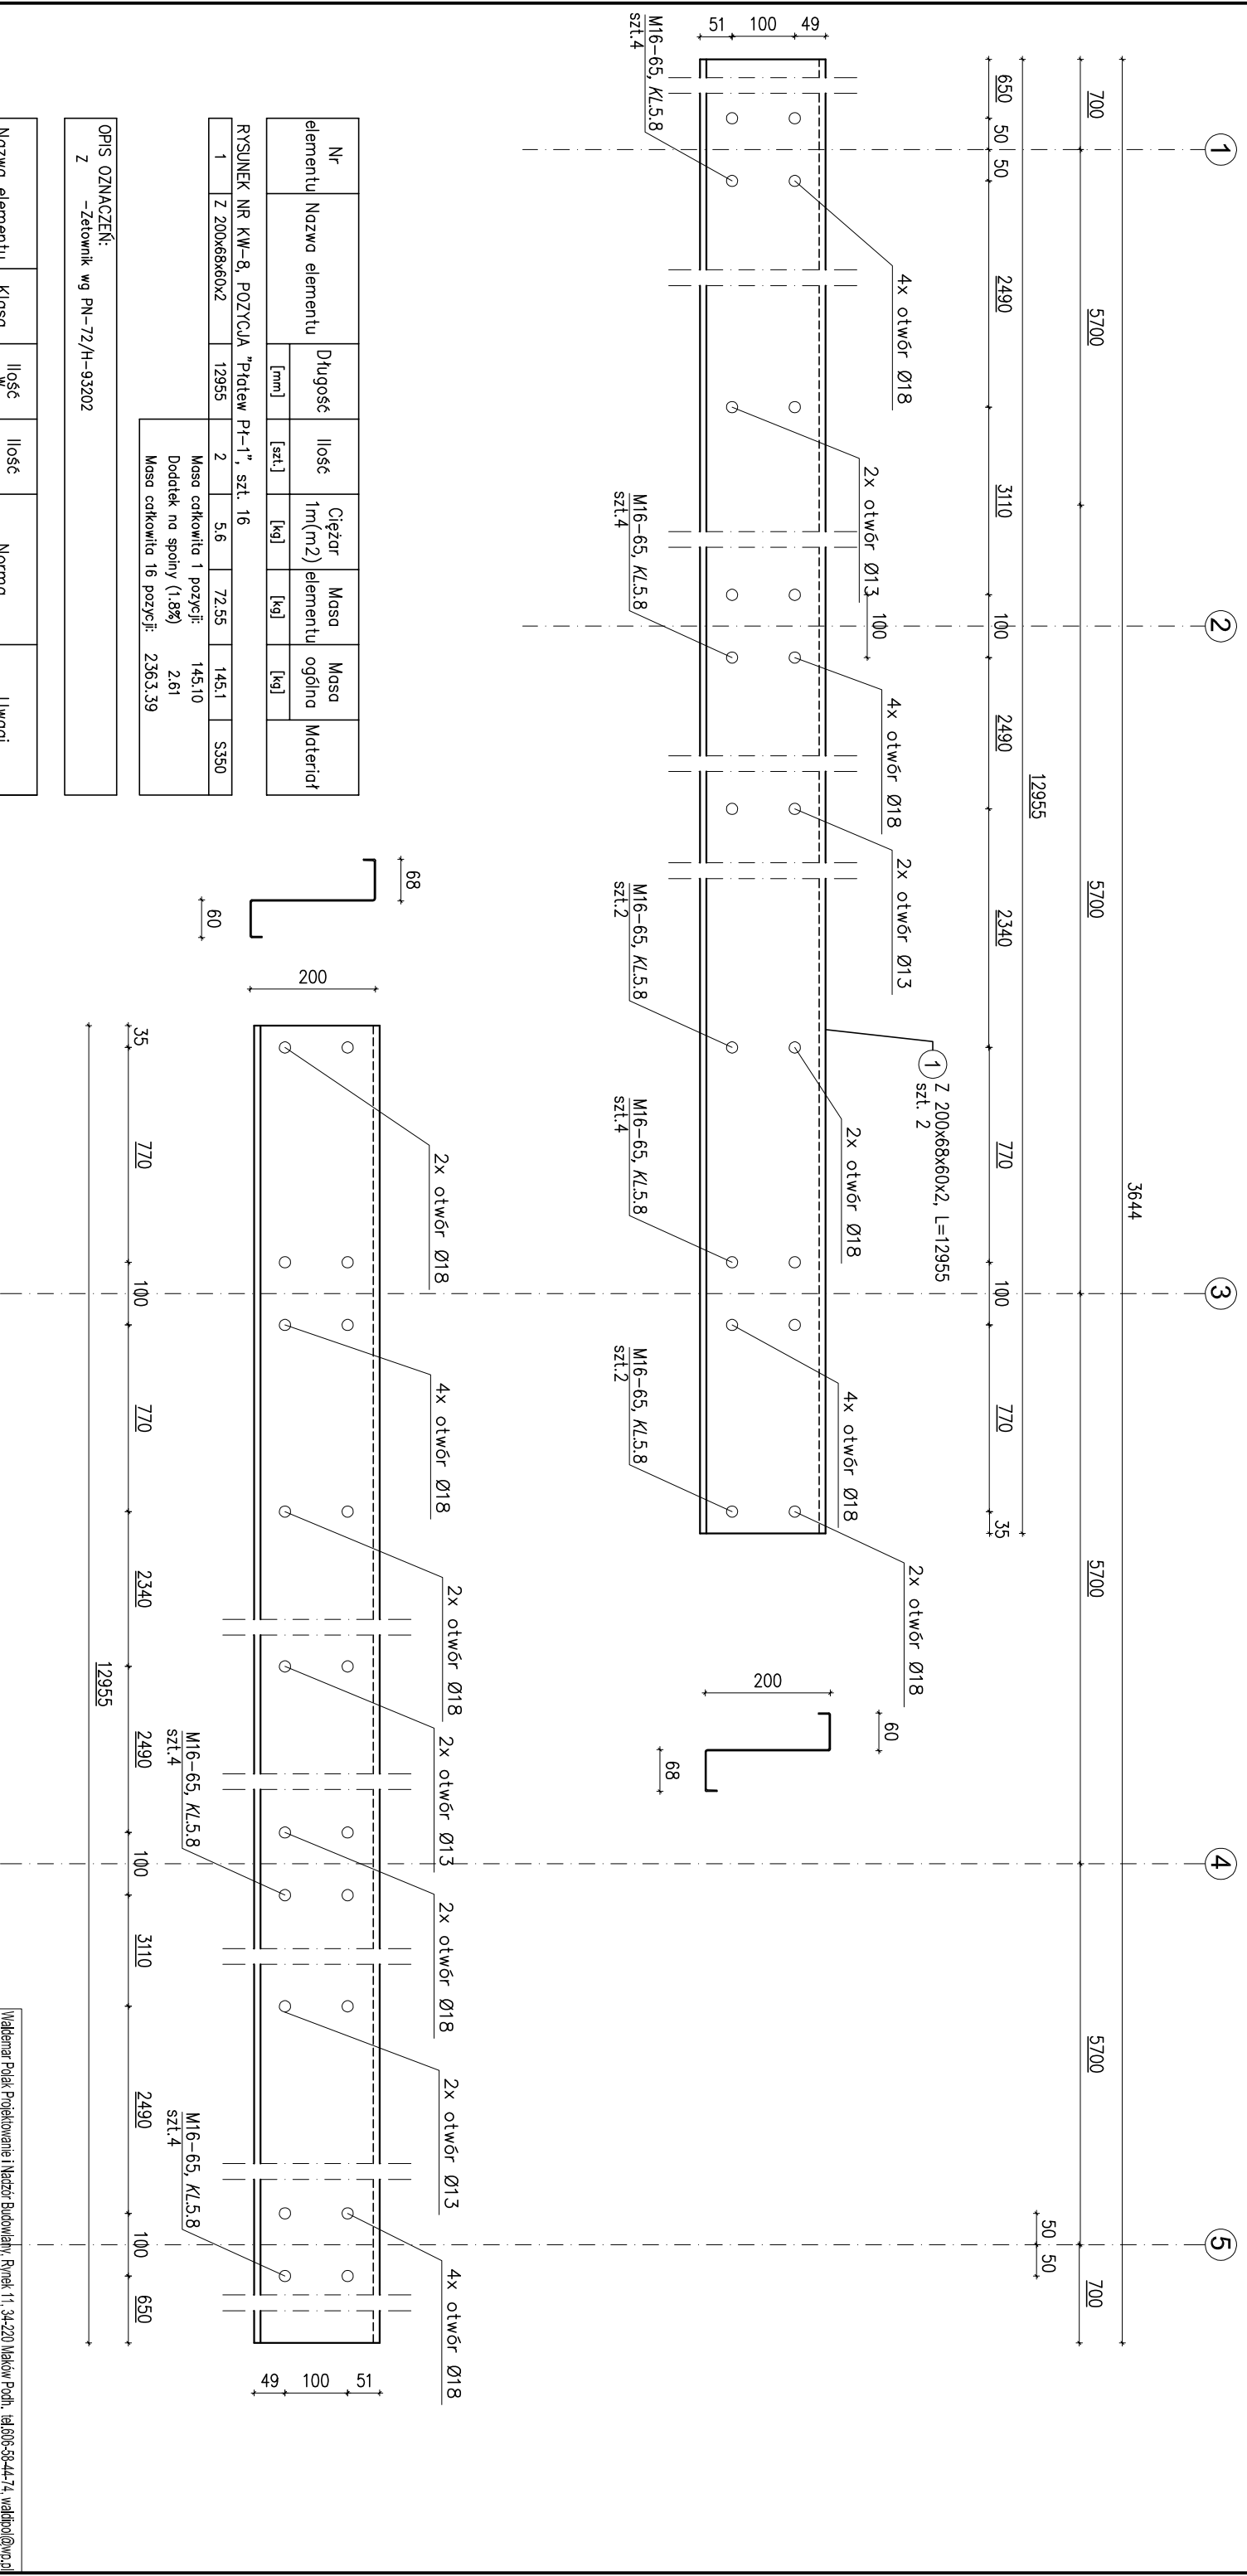 1
2
3
4
5
3644
700
5700
5700
5700
5700
700
12955
50
50
650
50
50
2490
3110
100
2490
2340
770
100
770
35
100
51
100
49
4x otwór Ø18
2x otwór Ø13
4x otwór Ø18
2x otwór Ø13
2x otwór Ø18
4x otwór Ø18
2x otwór Ø18
1
Z 200x68x60x2, L=12955
szt. 2
M16-65, KL.5.8
szt.4
M16-65, KL.5.8
szt.4
M16-65, KL.5.8
szt.2
M16-65, KL.5.8
szt.4
M16-65, KL.5.8
szt.2
60
200
68
68
60
200
2x otwór Ø18
4x otwór Ø18
2x otwór Ø18
2x otwór Ø13
2x otwór Ø18
2x otwór Ø13
4x otwór Ø18
M16-65, KL.5.8
szt.4
M16-65, KL.5.8
szt.4
49
100
51
35
770
100
770
2340
2490
100
3110
2490
100
650
12955
Nr elementu
Nazwa elementu
Długość [mm]
Ilość [szt.]
Ciężar 1m(m2) [kg]
Masa elementu [kg]
Masa ogólna [kg]
Materiał
RYSUNEK NR KW-8, POZYCJA "Płatew Pł-1", szt. 16
1 Z 200x68x60x2 12955 2 5.6 72.55 145.1 S350
Masa całkowita 1 pozycji: 145.10
Dodatek na spoiny (1.8%) 2.61
Masa całkowita 16 pozycji: 2363.39
OPIS OZNACZEŃ:
Z -Zetownik wg PN-72/H-93202
Nazwa elementu Klasa Ilość w Ilość Norma Uwagi
Waldemar Polak Projektowanie i Nadzór Budowlany, Rynek 11, 34-220 Maków Podh. tel.606-58-44-74, waldipol@wp.pl